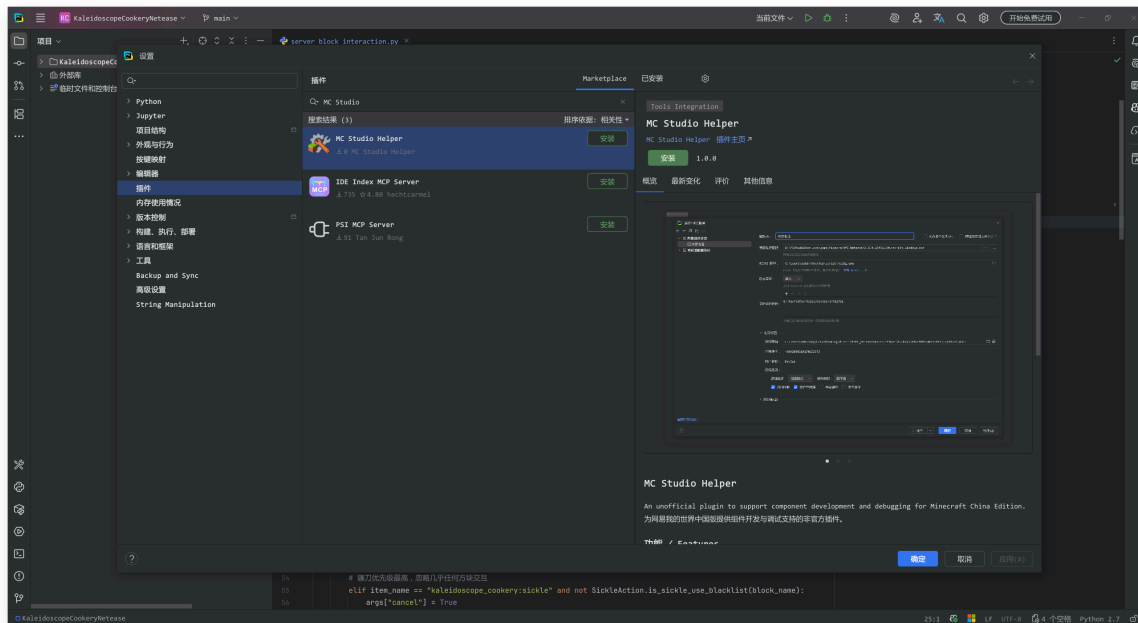 KC KaleidoscopeCookeryNetease main 当前文件 开始免费试用
项目 server_block_interaction.py
KaleidoscopeC
外部库
临时文件和控制台
设置
插件 Marketplace 已安装
Python
Jupyter
项目结构
外观与行为
按键映射
编辑器
插件
内存使用情况
版本控制
构建、执行、部署
语言和框架
工具
Backup and Sync
高级设置
String Manipulation
MC Studio
搜索结果 (3) 排序依据: 相关性
MC Studio Helper 安装
0 MC Studio Helper
MCP
IDE Index MCP Server 安装
735 4.80 hechtcarmel
PSI MCP Server 安装
91 Tan Jun Rong
Tools Integration
MC Studio Helper
MC Studio Helper 插件主页
安装 1.0.0
概览 最新变化 评价 其他信息
MC Studio Helper
An unofficial plugin to support component development and debugging for Minecraft China Edition.
为网易我的世界中国版提供组件开发与调试支持的非官方插件。
功能 / Features
? 确定 取消 应用(A)
54 # 镰刀优先级最高，忽略几乎任何方块交互
55 elif item_name == "kaleidoscope_cookery:sickle" and not SickleAction.is_sickle_use_blacklist(block_name):
56 args["cancel"] = True
KaleidoscopeCookeryNetease 25:1 LF UTF-8 4 个空格 Python 2.7